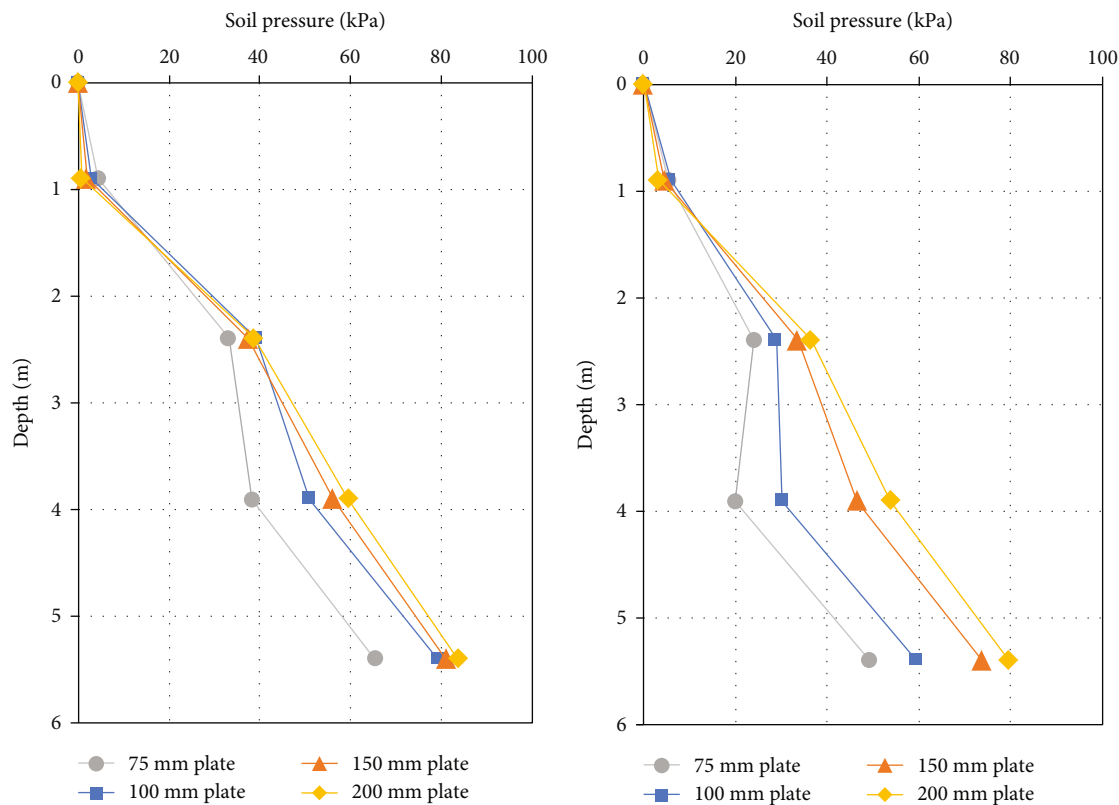 Soil pressure (kPa)
0 20 40 60 80 100
0
1
2
3
4
5
6
Depth (m)
75 mm plate
150 mm plate
100 mm plate
200 mm plate
Soil pressure (kPa)
0 20 40 60 80 100
0
1
2
3
4
5
6
Depth (m)
75 mm plate
150 mm plate
100 mm plate
200 mm plate